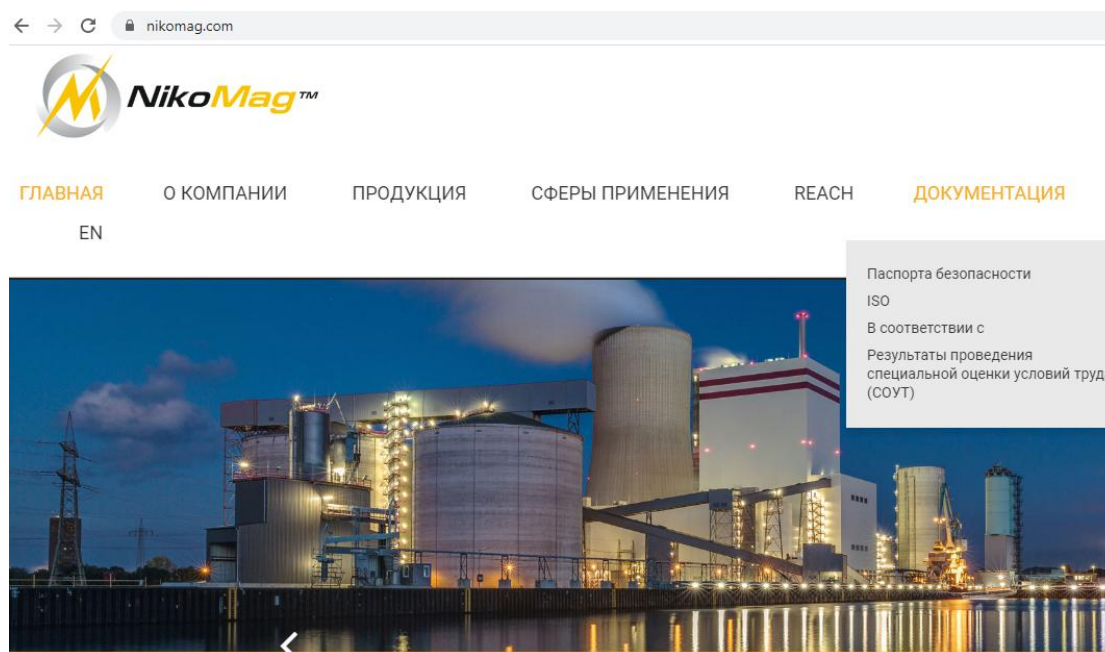 nikomag.com
NikoMag™
ГЛАВНАЯ О КОМПАНИИ ПРОДУКЦИЯ СФЕРЫ ПРИМЕНЕНИЯ REACH ДОКУМЕНТАЦИЯ
EN
Паспорта безопасности
ISO
В соответствии с
Результаты проведения
специальной оценки условий труд
(СОУТ)